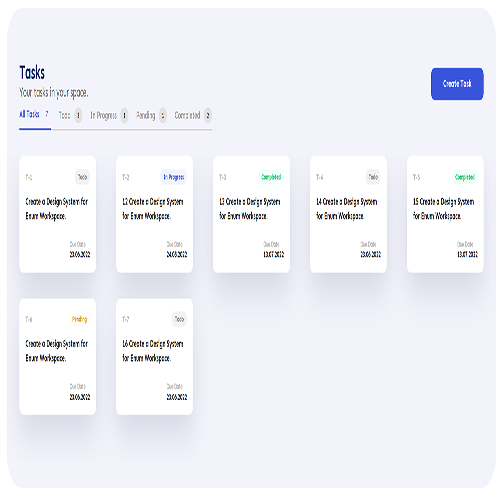 Tasks
Your tasks in your space.
Create Task
All Tasks 7 Todo 3 In Progress 1 Pending 1 Completed 2
T-1 Todo
Create a Design System for
Enum Workspace.
Due Date
23.06.2022
T-2 In Progress
12 Create a Design System
for Enum Workspace.
Due Date
24.08.2022
T-3 Completed
13 Create a Design System
for Enum Workspace.
Due Date
13.07.2022
T-4 Todo
14 Create a Design System
for Enum Workspace.
Due Date
23.06.2022
T-5 Completed
15 Create a Design System
for Enum Workspace.
Due Date
13.07.2022
T-6 Pending
Create a Design System for
Enum Workspace.
Due Date
23.06.2022
T-7 Todo
16 Create a Design System
for Enum Workspace.
Due Date
23.06.2022